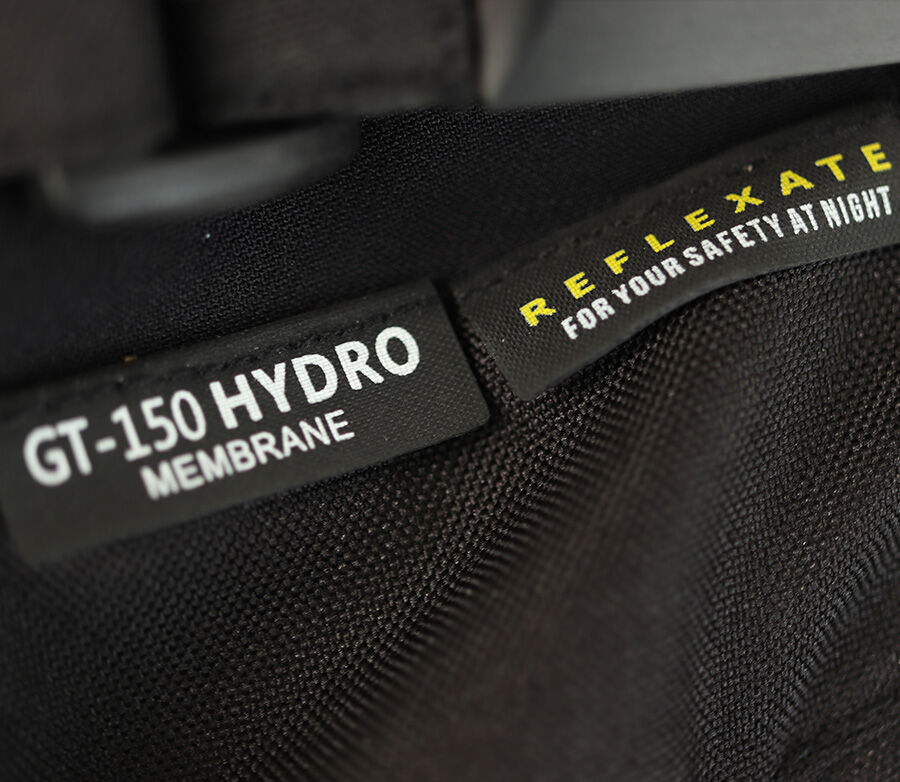 GT-150 HYDRO
MEMBRANE
REFLEXATE
FOR YOUR SAFETY AT NIGHT